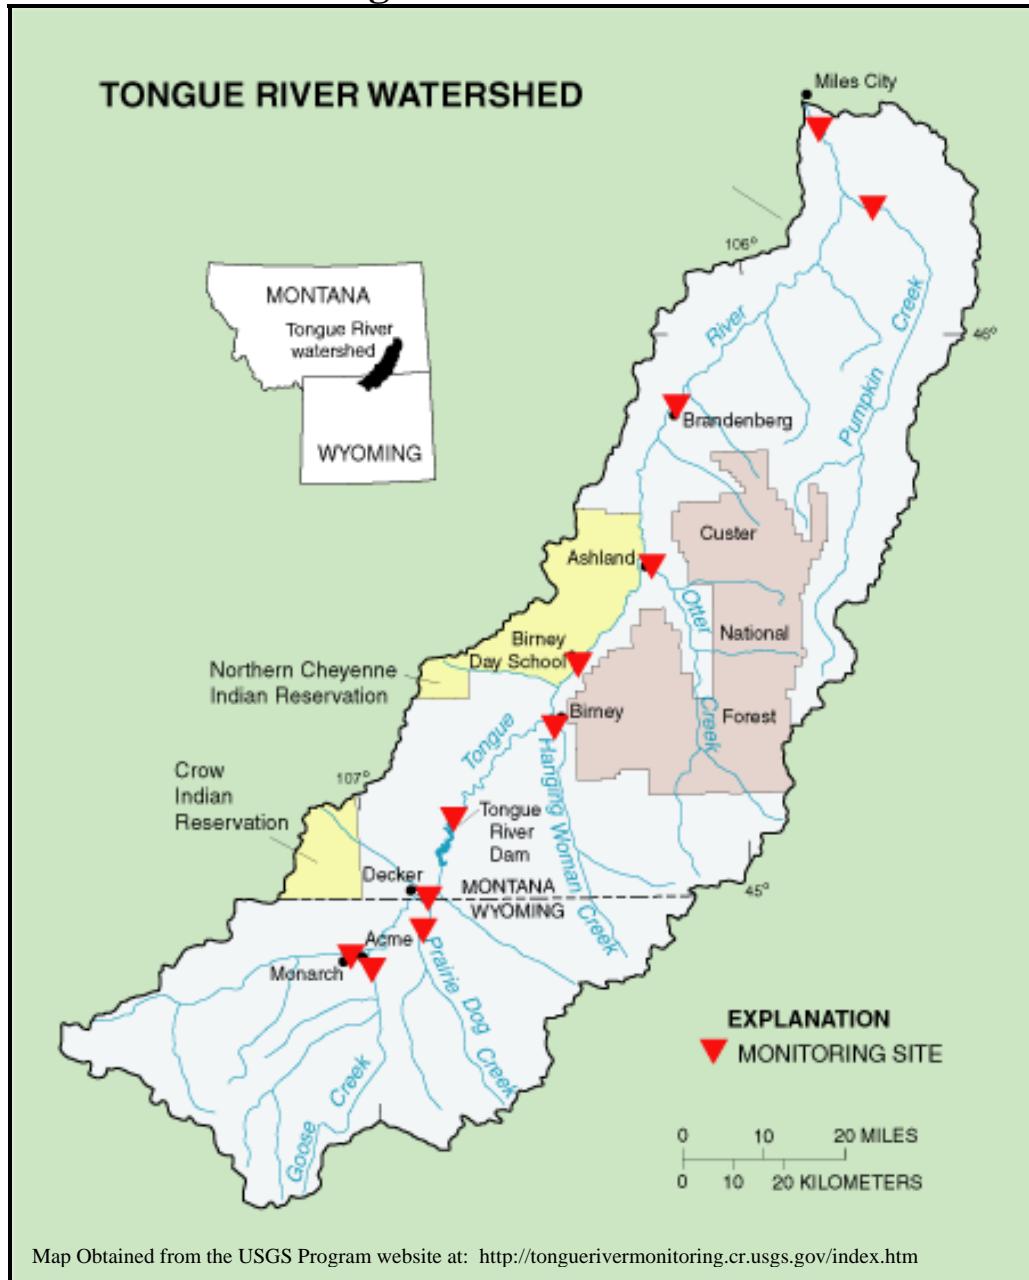 TONGUE RIVER WATERSHED
Miles City
106°
MONTANA
Tongue River
watershed
WYOMING
River
Creek
46°
Pumpkin
Brandenberg
Custer
Ashland
Otter
National
Birney
Day School
Northern Cheyenne
Indian Reservation
Birney
Creek
Forest
Tongue
Hanging Woman Creek
Crow
Indian
Reservation
107°
Tongue
River
Dam
Decker
MONTANA
WYOMING
45°
Acme
Monarch
Prairie Dog Creek
Goose Creek
EXPLANATION
MONITORING SITE
0 10 20 MILES
0 10 20 KILOMETERS
Map Obtained from the USGS Program website at: http://tonguerivermonitoring.cr.usgs.gov/index.htm